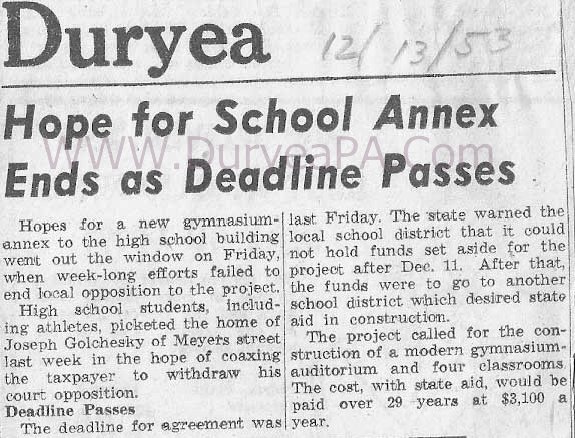 Duryea
12/13/53
Hope for School Annex
Ends as Deadline Passes
www.DuryeaPA.Com
Hopes for a new gymnasium-
annex to the high school building
went out the window on Friday,
when week-long efforts failed to
end local opposition to the project.
High school students, includ-
ing athletes, picketed the home of
Joseph Golchesky of Meyers street
last week in the hope of coaxing
the taxpayer to withdraw his
court opposition.
Deadline Passes
The deadline for agreement was
last Friday. The state warned the
local school district that it could
not hold funds set aside for the
project after Dec. 11. After that,
the funds were to go to another
school district which desired state
aid in construction.
The project called for the con-
struction of a modern gymnasium-
auditorium and four classrooms.
The cost, with state aid, would be
paid over 29 years at $3,100 a
year.